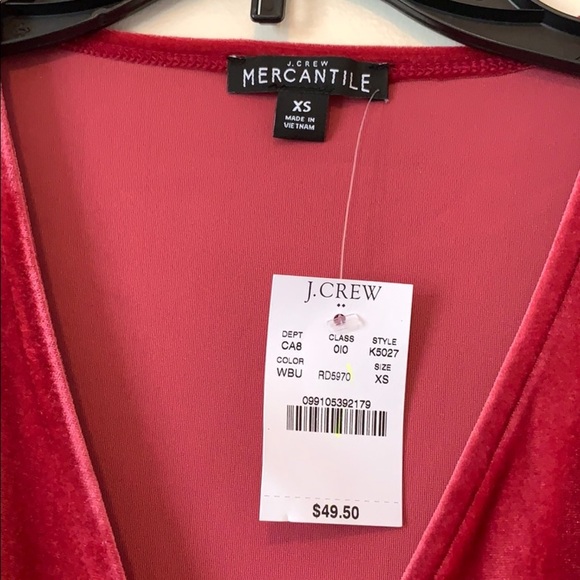 J.CREW
MERCANTILE
XS
MADE IN
VIETNAM
J.CREW
DEPT CLASS STYLE
CA8 010 K5027
COLOR SIZE
WBU RD5970 XS
099105392179
$49.50